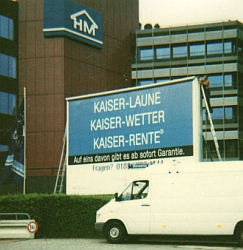 HM
KAISER-LAUNE
KAISER-WETTER
KAISER-RENTE®
Auf eins davon gibt es ab sofort Garantie.
Fragen?